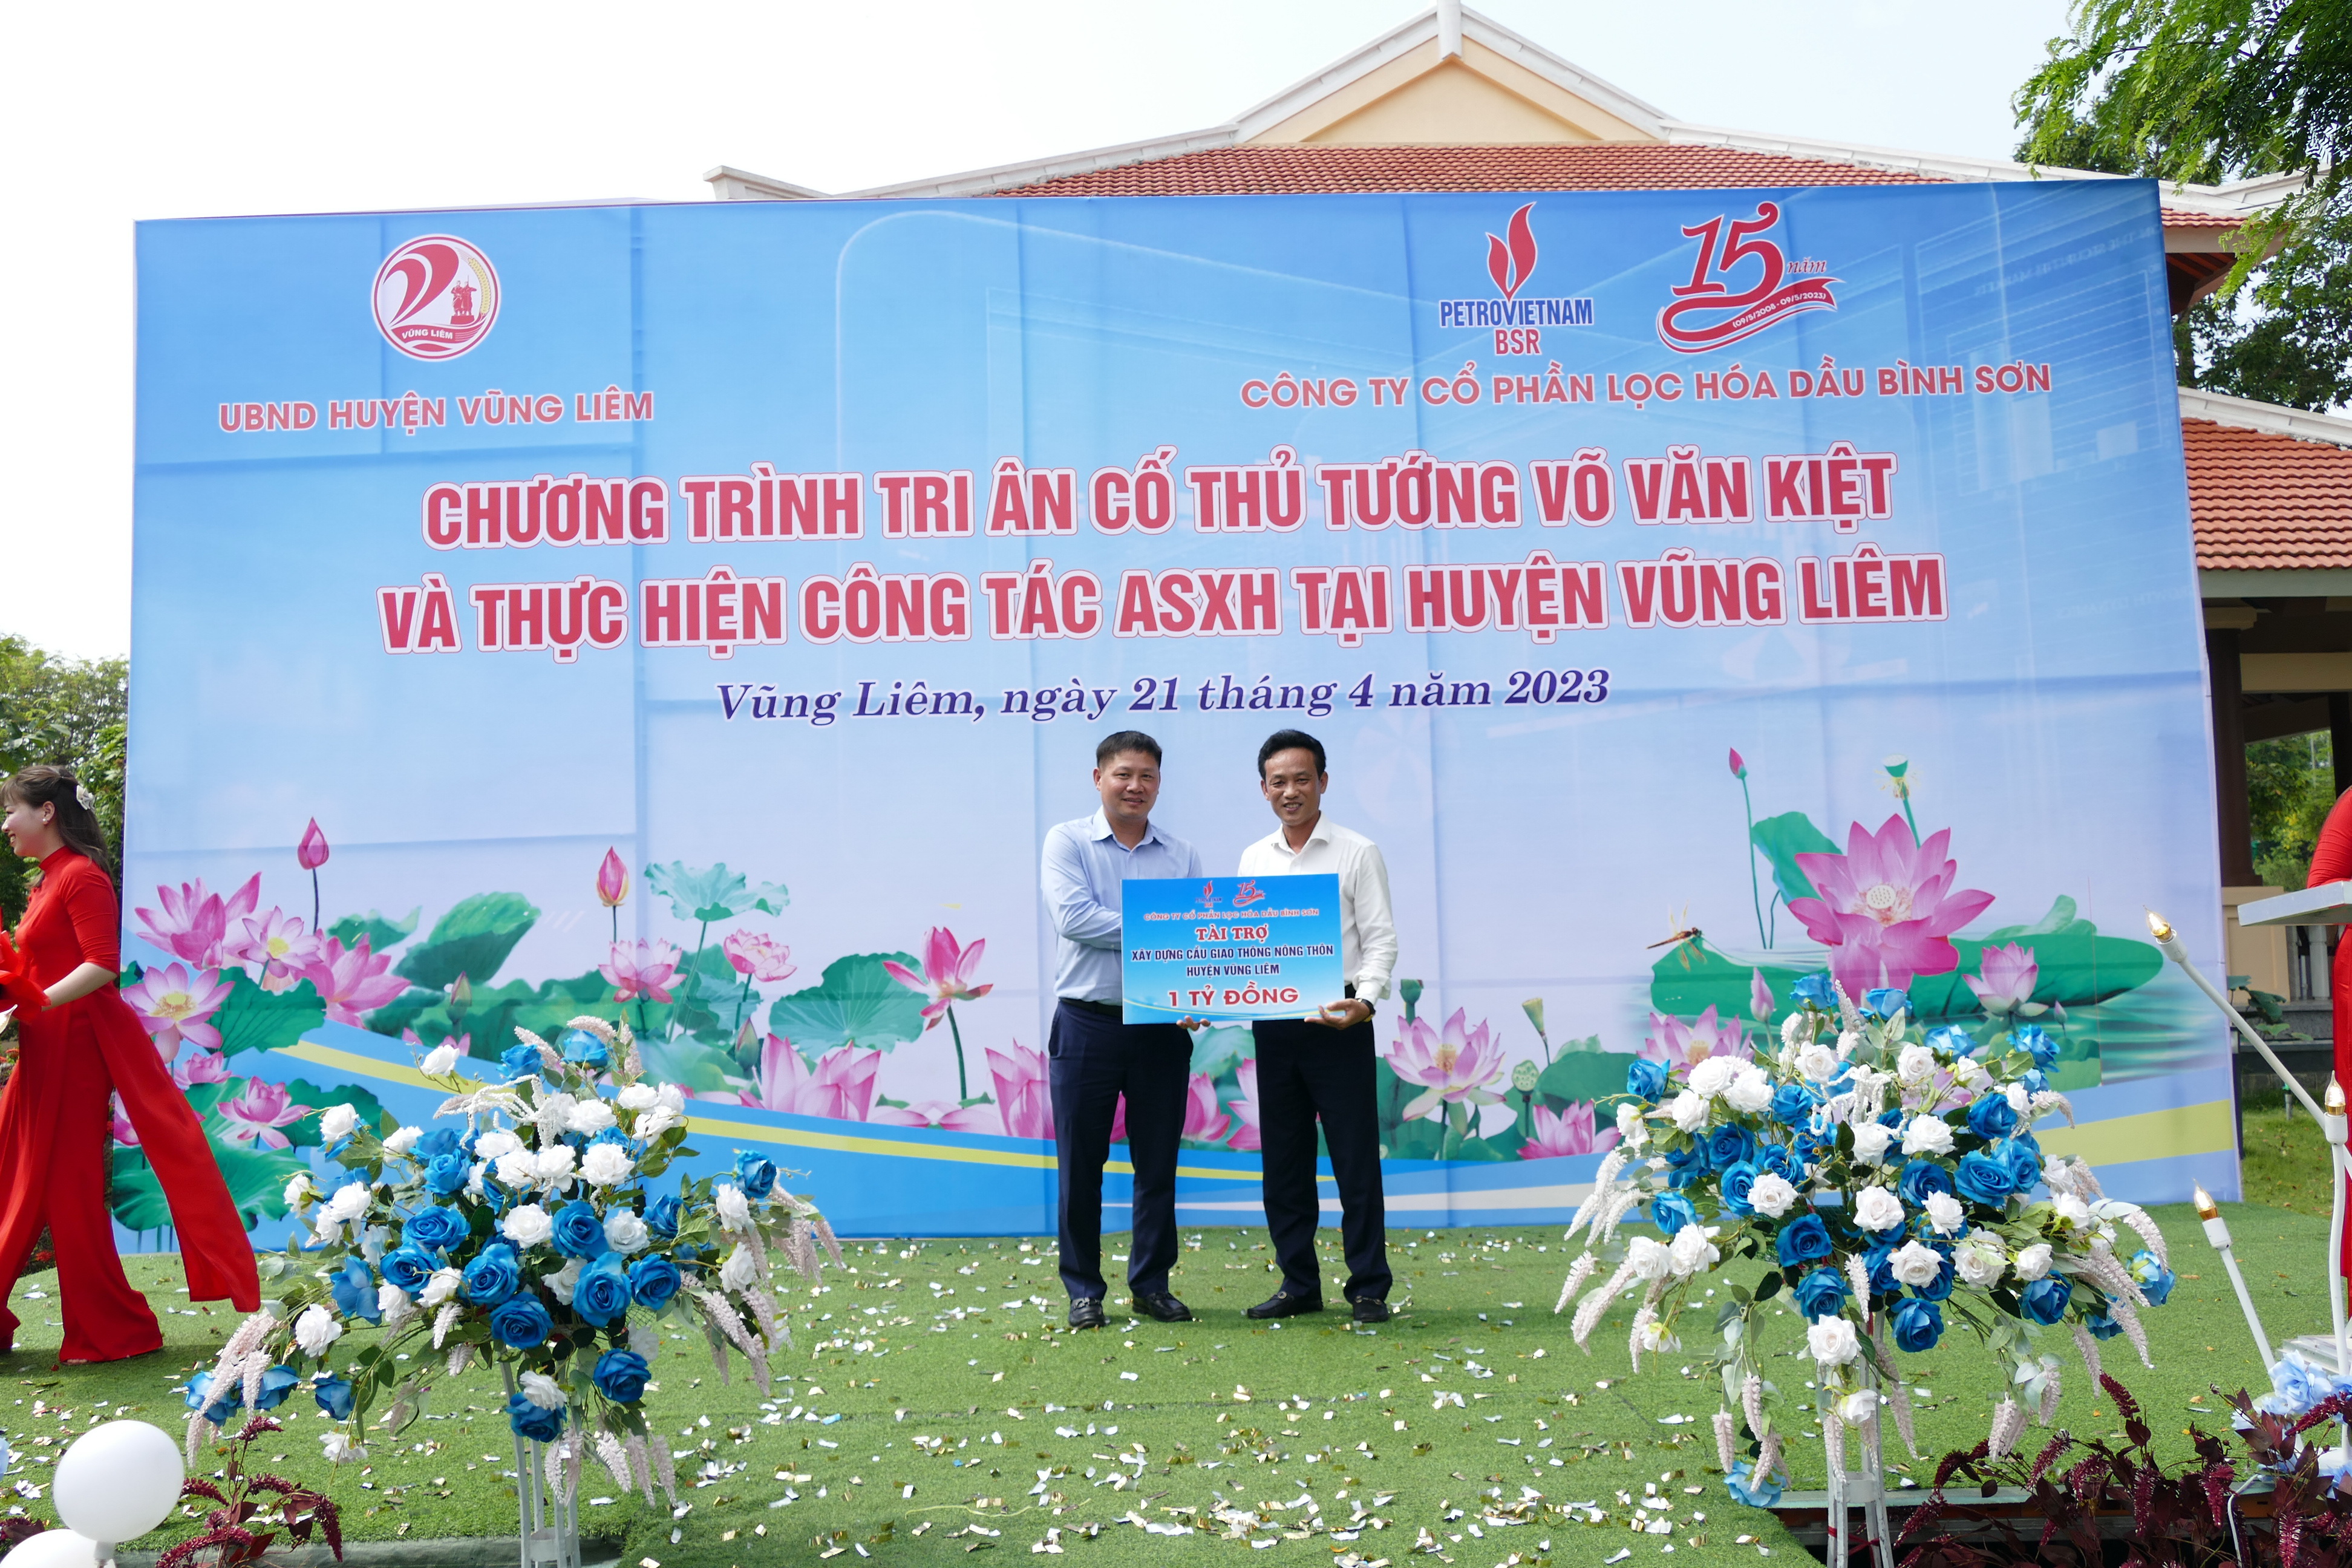 VŨNG LIÊM
UBND HUYỆN VŨNG LIÊM
PETROVIETNAM
BSR
15 năm
(09/5/2008 - 09/5/2023)
CÔNG TY CỔ PHẦN LỌC HÓA DẦU BÌNH SƠN
CHƯƠNG TRÌNH TRI ÂN CỐ THỦ TƯỚNG VÕ VĂN KIỆT
VÀ THỰC HIỆN CÔNG TÁC ASXH TẠI HUYỆN VŨNG LIÊM
Vũng Liêm, ngày 21 tháng 4 năm 2023
15
CÔNG TY CỔ PHẦN LỌC HÓA DẦU BÌNH SƠN
TÀI TRỢ
XÂY DỰNG CẦU GIAO THÔNG NÔNG THÔN
HUYỆN VŨNG LIÊM
1 TỶ ĐỒNG